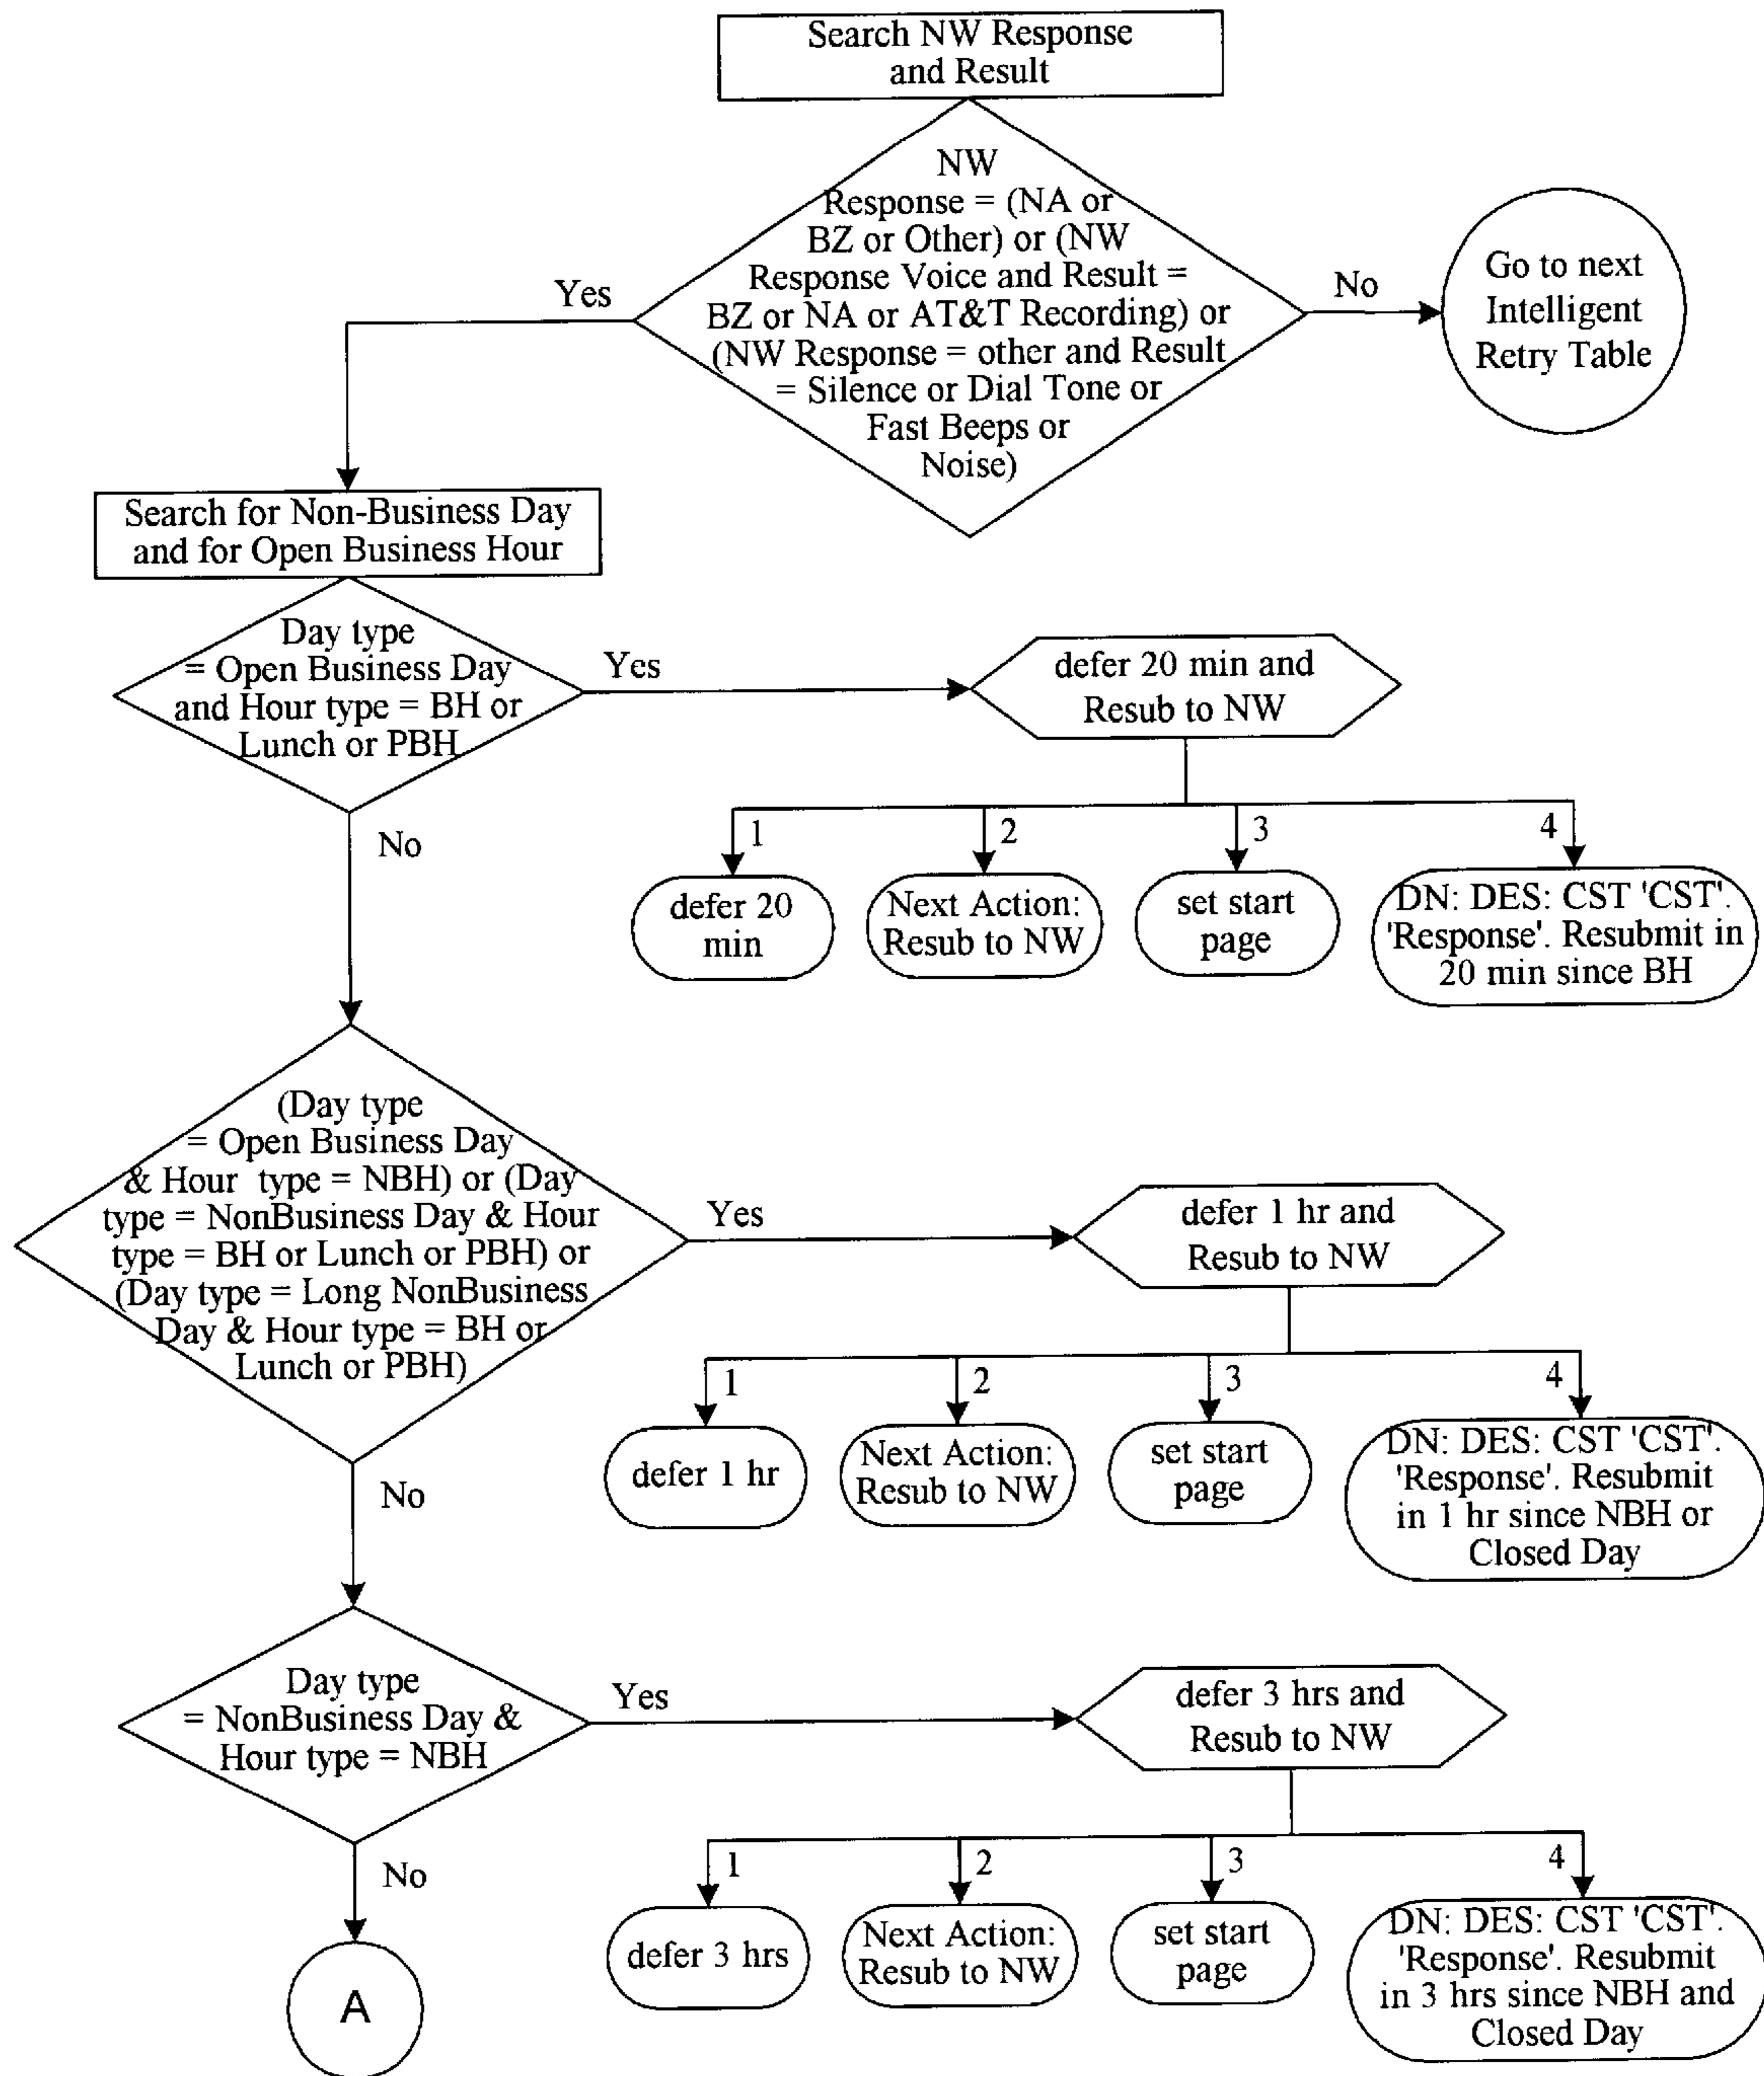 Search NW Response
and Result
NW
Response = (NA or
BZ or Other) or (NW
Response Voice and Result =
BZ or NA or AT&T Recording) or
(NW Response = other and Result
= Silence or Dial Tone or
Fast Beeps or
Noise)
Yes
No
Go to next
Intelligent
Retry Table
Search for Non-Business Day
and for Open Business Hour
Day type
= Open Business Day
and Hour type = BH or
Lunch or PBH
Yes
defer 20 min and
Resub to NW
No
1
2
3
4
defer 20
min
Next Action:
Resub to NW
set start
page
DN: DES: CST 'CST'.
'Response'. Resubmit in
20 min since BH
(Day type
= Open Business Day
& Hour type = NBH) or (Day
type = NonBusiness Day & Hour
type = BH or Lunch or PBH) or
(Day type = Long NonBusiness
Day & Hour type = BH or
Lunch or PBH)
Yes
defer 1 hr and
Resub to NW
No
1
2
3
4
defer 1 hr
Next Action:
Resub to NW
set start
page
DN: DES: CST 'CST'.
'Response'. Resubmit
in 1 hr since NBH or
Closed Day
Day type
= NonBusiness Day &
Hour type = NBH
Yes
defer 3 hrs and
Resub to NW
No
1
2
3
4
defer 3 hrs
Next Action:
Resub to NW
set start
page
DN: DES: CST 'CST'.
'Response'. Resubmit
in 3 hrs since NBH and
Closed Day
A